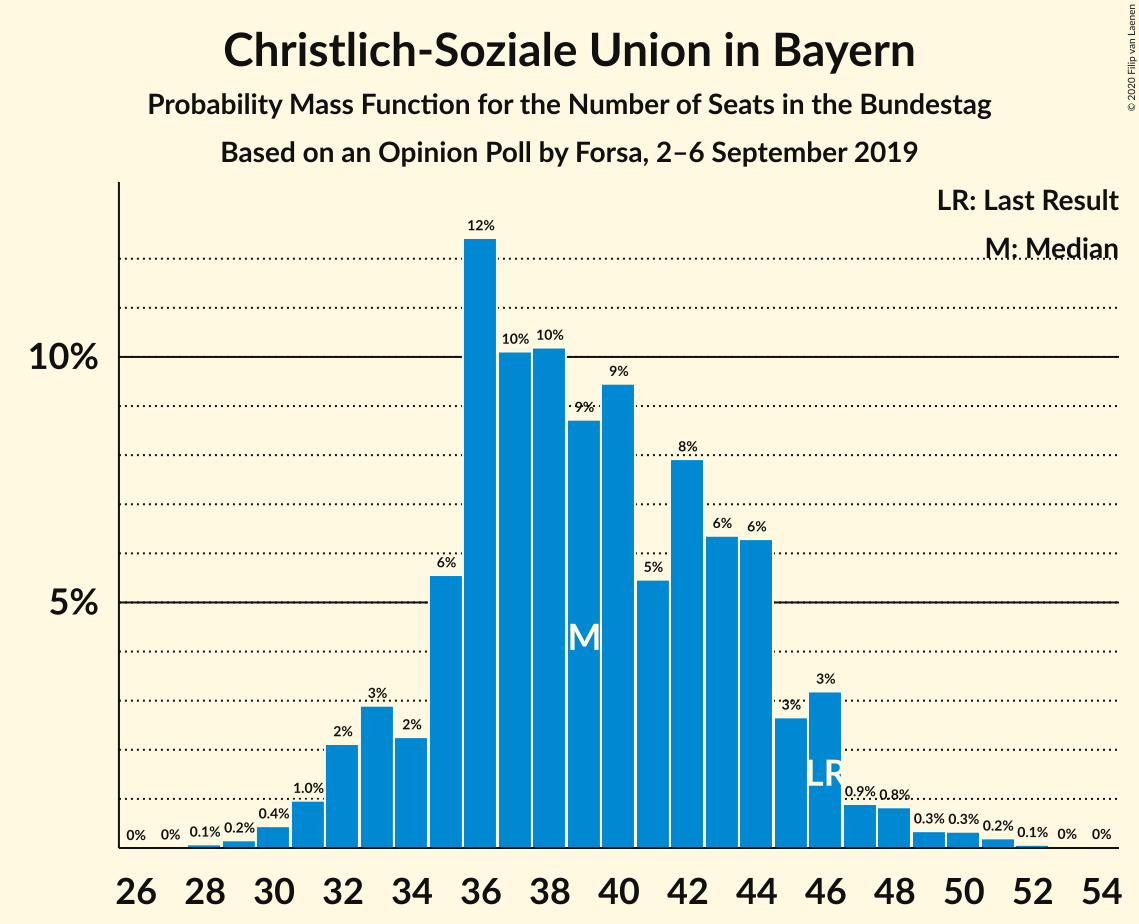 Christlich-Soziale Union in Bayern
Probability Mass Function for the Number of Seats in the Bundestag
Based on an Opinion Poll by Forsa, 2–6 September 2019
© 2020 Filip van Laenen
LR: Last Result
M: Median
10%
5%
0% 0% 0.1% 0.2% 0.4% 1.0% 2% 3% 2% 6% 12% 10% 10% 9% 9% 5% 8% 6% 6% 3% 3% 0.9% 0.8% 0.3% 0.3% 0.2% 0.1% 0% 0%
M
LR
26 28 30 32 34 36 38 40 42 44 46 48 50 52 54